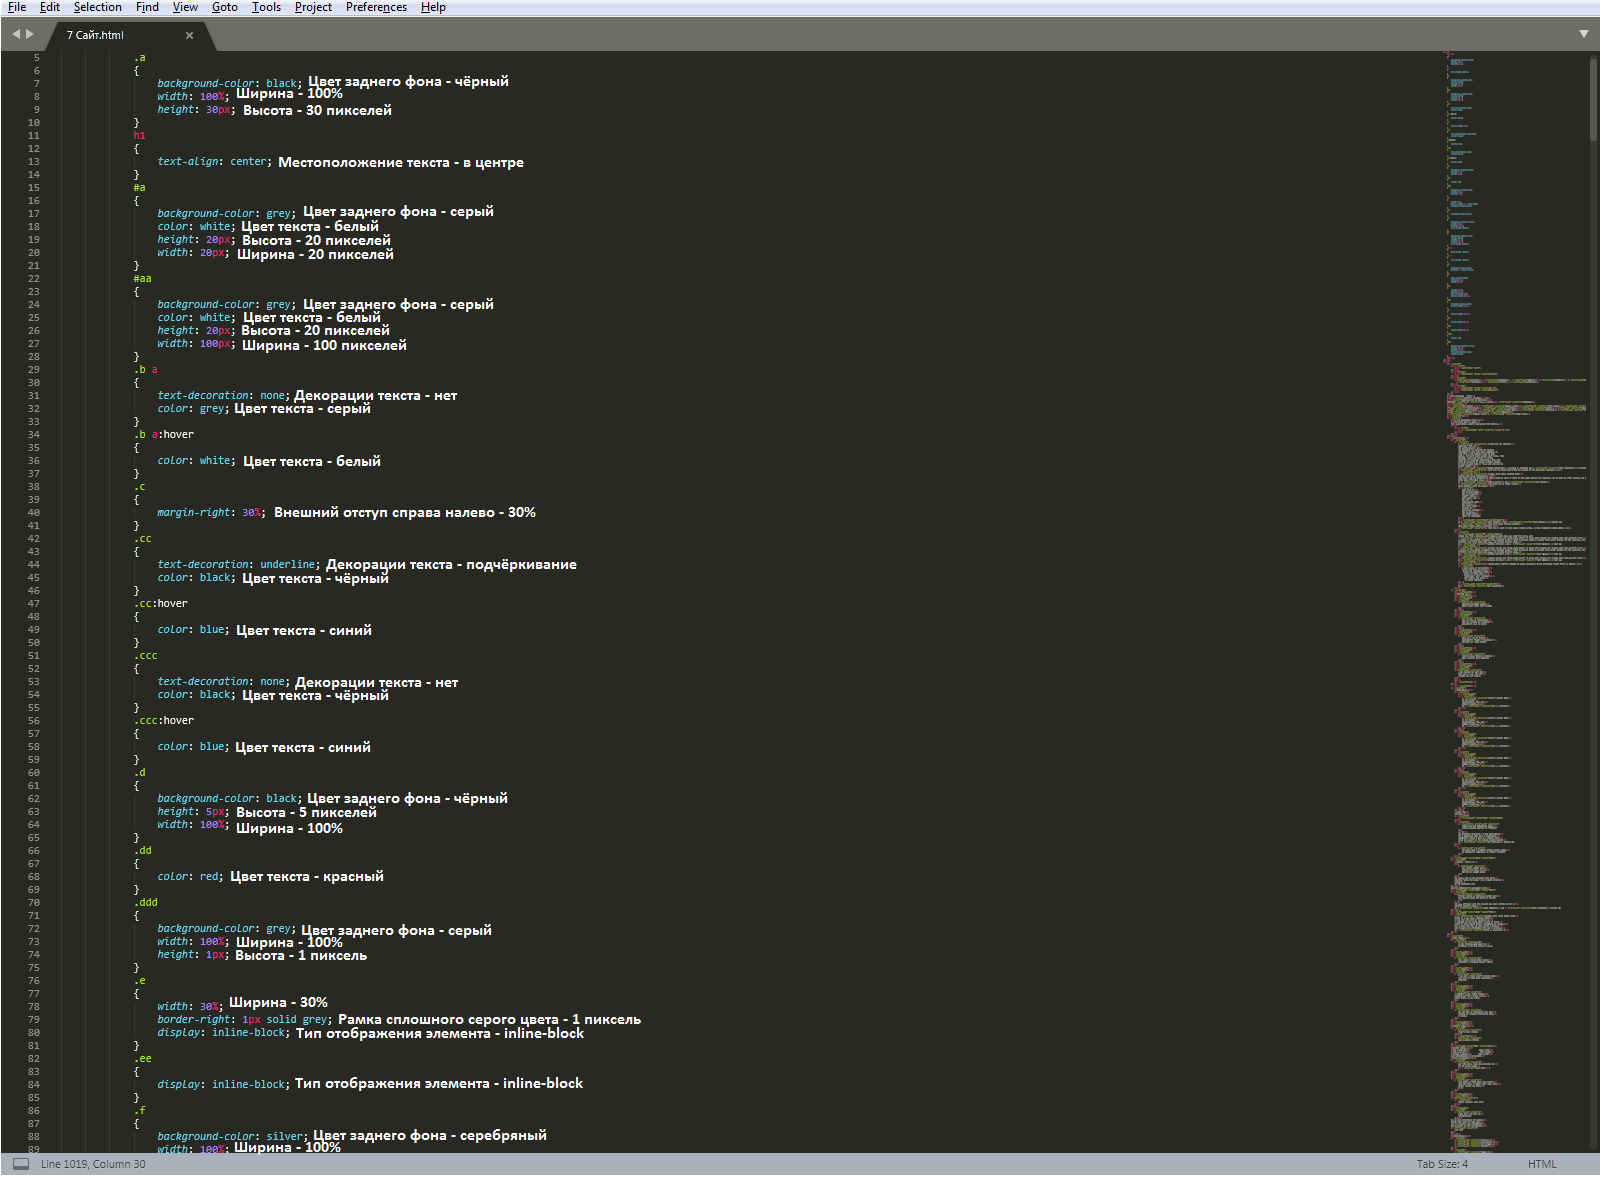 File Edit Selection Find View Goto Tools Project Preferences Help
7 Сайт.html
5 .a
6 {
7 background-color: black; Цвет заднего фона - чёрный
8 width: 100%; Ширина - 100%
9 height: 30px; Высота - 30 пикселей
10 }
11 h1
12 {
13 text-align: center; Местоположение текста - в центре
14 }
15 #a
16 {
17 background-color: grey; Цвет заднего фона - серый
18 color: white; Цвет текста - белый
19 height: 20px; Высота - 20 пикселей
20 width: 20px; Ширина - 20 пикселей
21 }
22 #aa
23 {
24 background-color: grey; Цвет заднего фона - серый
25 color: white; Цвет текста - белый
26 height: 20px; Высота - 20 пикселей
27 width: 100px; Ширина - 100 пикселей
28 }
29 .b a
30 {
31 text-decoration: none; Декорации текста - нет
32 color: grey; Цвет текста - серый
33 }
34 .b a:hover
35 {
36 color: white; Цвет текста - белый
37 }
38 .c
39 {
40 margin-right: 30%; Внешний отступ справа налево - 30%
41 }
42 .cc
43 {
44 text-decoration: underline; Декорации текста - подчёркивание
45 color: black; Цвет текста - чёрный
46 }
47 .cc:hover
48 {
49 color: blue; Цвет текста - синий
50 }
51 .ccc
52 {
53 text-decoration: none; Декорации текста - нет
54 color: black; Цвет текста - чёрный
55 }
56 .ccc:hover
57 {
58 color: blue; Цвет текста - синий
59 }
60 .d
61 {
62 background-color: black; Цвет заднего фона - чёрный
63 height: 5px; Высота - 5 пикселей
64 width: 100%; Ширина - 100%
65 }
66 .dd
67 {
68 color: red; Цвет текста - красный
69 }
70 .ddd
71 {
72 background-color: grey; Цвет заднего фона - серый
73 width: 100%; Ширина - 100%
74 height: 1px; Высота - 1 пиксель
75 }
76 .e
77 {
78 width: 30%; Ширина - 30%
79 border-right: 1px solid grey; Рамка сплошного серого цвета - 1 пиксель
80 display: inline-block; Тип отображения элемента - inline-block
81 }
82 .ee
83 {
84 display: inline-block; Тип отображения элемента - inline-block
85 }
86 .f
87 {
88 background-color: silver; Цвет заднего фона - серебряный
89 width: 100%; Ширина - 100%
Line 1019, Column 30 Tab Size: 4 HTML